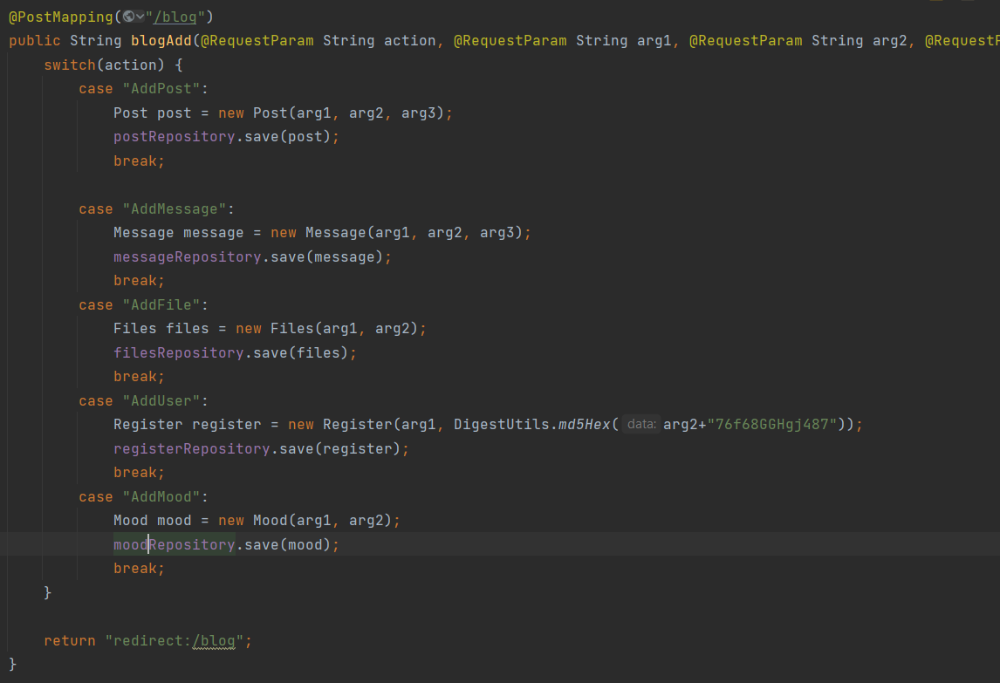 @PostMapping("/blog")
public String blogAdd(@RequestParam String action, @RequestParam String arg1, @RequestParam String arg2, @RequestP
    switch(action) {
        case "AddPost":
            Post post = new Post(arg1, arg2, arg3);
            postRepository.save(post);
            break;
        case "AddMessage":
            Message message = new Message(arg1, arg2, arg3);
            messageRepository.save(message);
            break;
        case "AddFile":
            Files files = new Files(arg1, arg2);
            filesRepository.save(files);
            break;
        case "AddUser":
            Register register = new Register(arg1, DigestUtils.md5Hex( data: arg2+"76f68GGHgj487"));
            registerRepository.save(register);
            break;
        case "AddMood":
            Mood mood = new Mood(arg1, arg2);
            moodRepository.save(mood);
            break;
    }
    return "redirect:/blog";
}